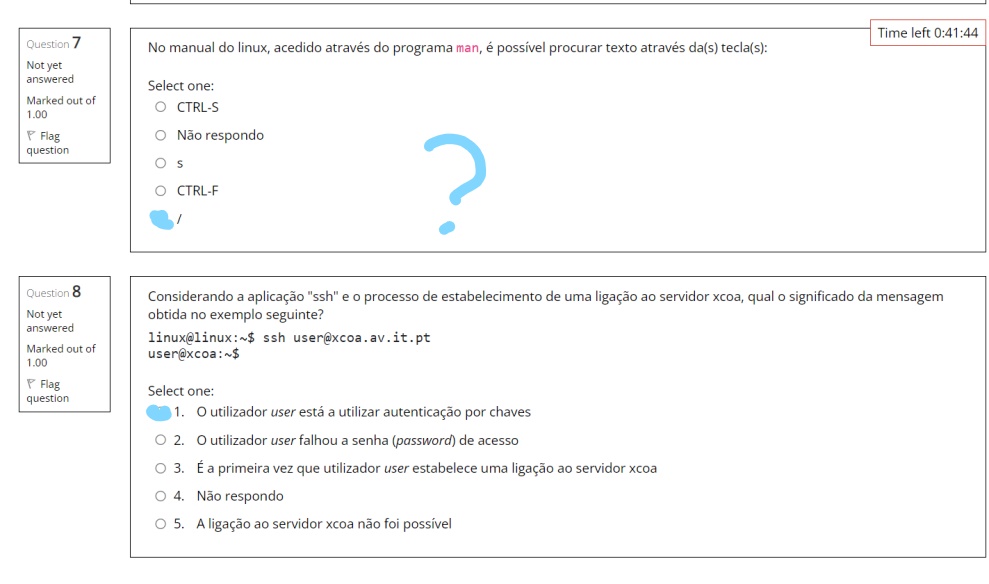 Question 7
Not yet
answered
Marked out of
1.00
Flag
question
Time left 0:41:44
No manual do linux, acedido através do programa man, é possível procurar texto através da(s) tecla(s):
Select one:
CTRL-S
Não respondo
s
CTRL-F
/
?
Question 8
Not yet
answered
Marked out of
1.00
Flag
question
Considerando a aplicação "ssh" e o processo de estabelecimento de uma ligação ao servidor xcoa, qual o significado da mensagem
obtida no exemplo seguinte?
linux@linux:~$ ssh user@xcoa.av.it.pt
user@xcoa:~$
Select one:
1. O utilizador user está a utilizar autenticação por chaves
2. O utilizador user falhou a senha (password) de acesso
3. É a primeira vez que utilizador user estabelece uma ligação ao servidor xcoa
4. Não respondo
5. A ligação ao servidor xcoa não foi possível